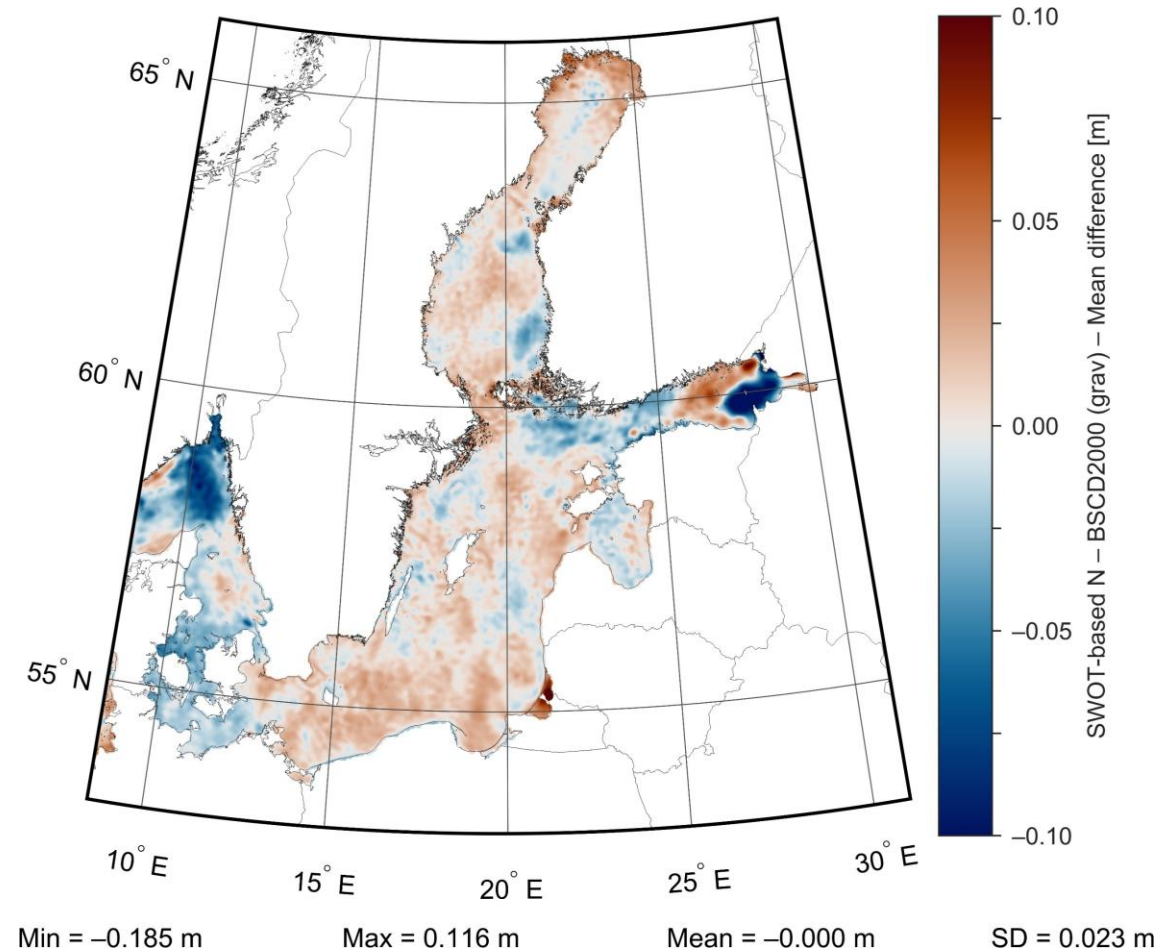 65° N
60° N
55° N
10° E
15° E
20° E
25° E
30° E
0.10
0.05
0.00
–0.05
–0.10
SWOT-based N – BSCD2000 (grav) – Mean difference [m]
Min = –0.185 m Max = 0.116 m Mean = –0.000 m SD = 0.023 m